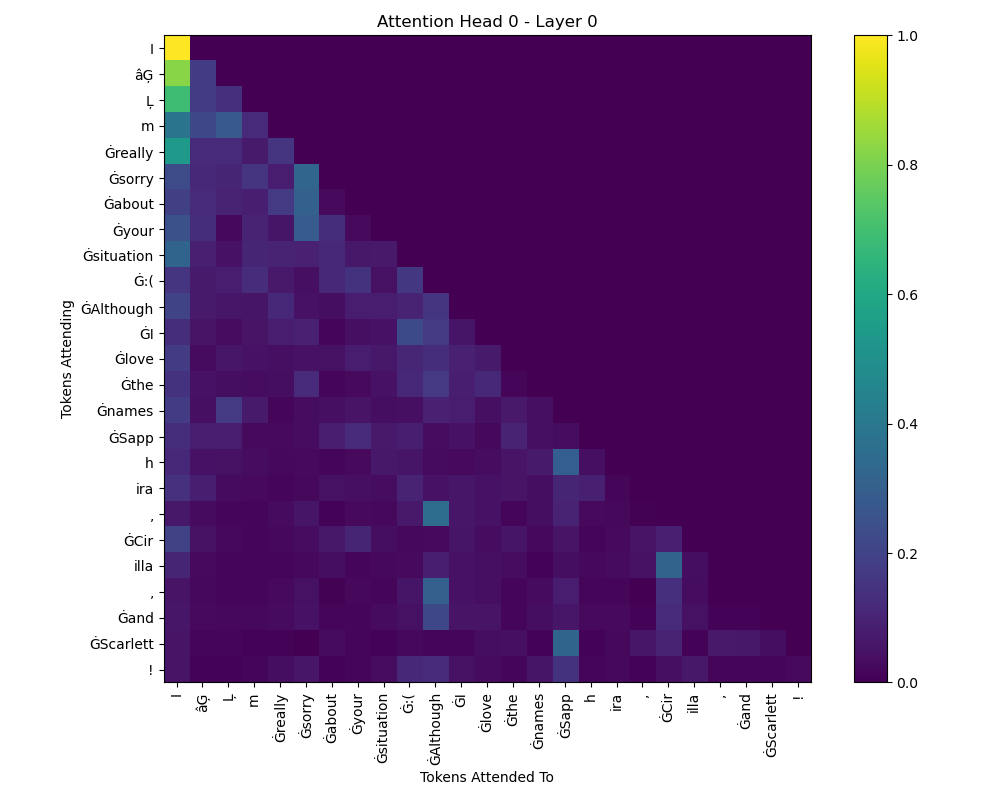 Attention Head 0 - Layer 0
Tokens Attending
I
âĢ
Ļ
m
Ġreally
Ġsorry
Ġabout
Ġyour
Ġsituation
Ġ:(
ĠAlthough
ĠI
Ġlove
Ġthe
Ġnames
ĠSapp
h
ira
,
ĠCir
illa
,
Ġand
ĠScarlett
!
I
âĢ
Ļ
m
Ġreally
Ġsorry
Ġabout
Ġyour
Ġsituation
Ġ:(
ĠAlthough
ĠI
Ġlove
Ġthe
Ġnames
ĠSapp
h
ira
,
ĠCir
illa
,
Ġand
ĠScarlett
!
Tokens Attended To
1.0
0.8
0.6
0.4
0.2
0.0